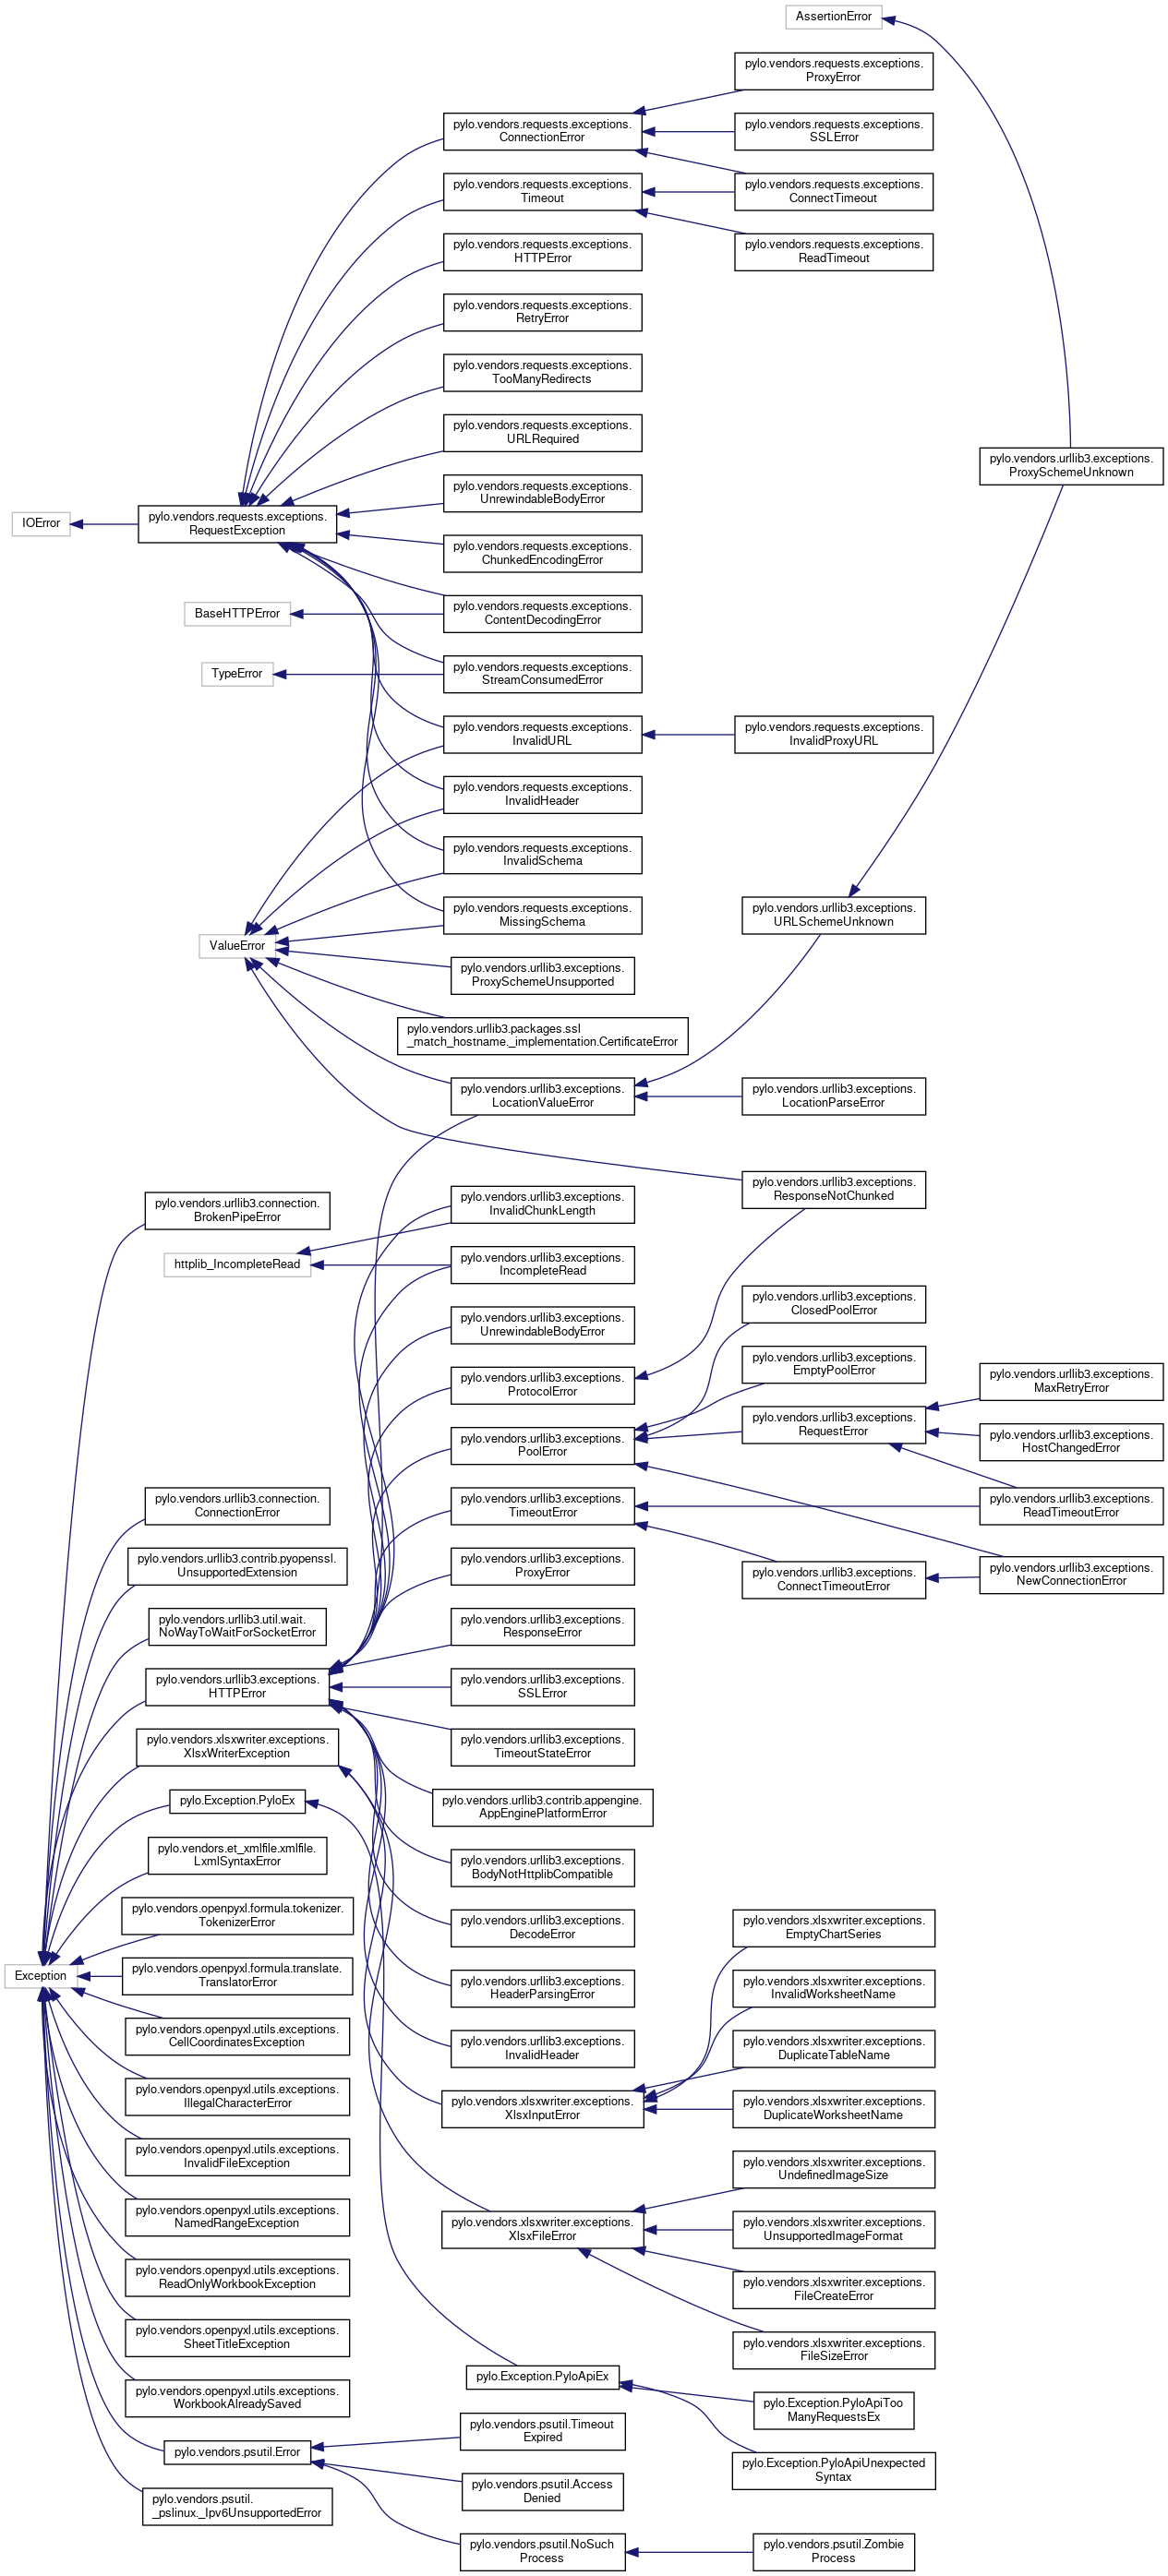 AssertionError
pylo.vendors.requests.exceptions.
ProxyError
pylo.vendors.requests.exceptions.
ConnectionError
pylo.vendors.requests.exceptions.
SSLError
pylo.vendors.requests.exceptions.
Timeout
pylo.vendors.requests.exceptions.
ConnectTimeout
pylo.vendors.requests.exceptions.
HTTPError
pylo.vendors.requests.exceptions.
ReadTimeout
pylo.vendors.requests.exceptions.
RetryError
pylo.vendors.requests.exceptions.
TooManyRedirects
pylo.vendors.requests.exceptions.
URLRequired
pylo.vendors.urllib3.exceptions.
ProxySchemeUnknown
pylo.vendors.requests.exceptions.
UnrewindableBodyError
IOError
pylo.vendors.requests.exceptions.
RequestException
pylo.vendors.requests.exceptions.
ChunkedEncodingError
BaseHTTPError
pylo.vendors.requests.exceptions.
ContentDecodingError
TypeError
pylo.vendors.requests.exceptions.
StreamConsumedError
pylo.vendors.requests.exceptions.
InvalidURL
pylo.vendors.requests.exceptions.
InvalidProxyURL
pylo.vendors.requests.exceptions.
InvalidHeader
pylo.vendors.requests.exceptions.
InvalidSchema
pylo.vendors.requests.exceptions.
MissingSchema
pylo.vendors.urllib3.exceptions.
URLSchemeUnknown
ValueError
pylo.vendors.urllib3.exceptions.
ProxySchemeUnsupported
pylo.vendors.urllib3.packages.ssl
_match_hostname._implementation.CertificateError
pylo.vendors.urllib3.exceptions.
LocationValueError
pylo.vendors.urllib3.exceptions.
LocationParseError
pylo.vendors.urllib3.exceptions.
ResponseNotChunked
pylo.vendors.urllib3.connection.
BrokenPipeError
pylo.vendors.urllib3.exceptions.
InvalidChunkLength
httplib_IncompleteRead
pylo.vendors.urllib3.exceptions.
IncompleteRead
pylo.vendors.urllib3.exceptions.
ClosedPoolError
pylo.vendors.urllib3.exceptions.
UnrewindableBodyError
pylo.vendors.urllib3.exceptions.
EmptyPoolError
pylo.vendors.urllib3.exceptions.
ProtocolError
pylo.vendors.urllib3.exceptions.
MaxRetryError
pylo.vendors.urllib3.exceptions.
RequestError
pylo.vendors.urllib3.exceptions.
PoolError
pylo.vendors.urllib3.exceptions.
HostChangedError
pylo.vendors.urllib3.connection.
ConnectionError
pylo.vendors.urllib3.exceptions.
TimeoutError
pylo.vendors.urllib3.exceptions.
ReadTimeoutError
pylo.vendors.urllib3.contrib.pyopenssl.
UnsupportedExtension
pylo.vendors.urllib3.exceptions.
ProxyError
pylo.vendors.urllib3.exceptions.
ConnectTimeoutError
pylo.vendors.urllib3.exceptions.
NewConnectionError
pylo.vendors.urllib3.util.wait.
NoWayToWaitForSocketError
pylo.vendors.urllib3.exceptions.
ResponseError
pylo.vendors.urllib3.exceptions.
HTTPError
pylo.vendors.urllib3.exceptions.
SSLError
pylo.vendors.xlsxwriter.exceptions.
XlsxWriterException
pylo.vendors.urllib3.exceptions.
TimeoutStateError
pylo.Exception.PyloEx
pylo.vendors.urllib3.contrib.appengine.
AppEnginePlatformError
pylo.vendors.et_xmlfile.xmlfile.
LxmlSyntaxError
pylo.vendors.urllib3.exceptions.
BodyNotHttplibCompatible
pylo.vendors.openpyxl.formula.tokenizer.
TokenizerError
pylo.vendors.urllib3.exceptions.
DecodeError
pylo.vendors.xlsxwriter.exceptions.
EmptyChartSeries
Exception
pylo.vendors.openpyxl.formula.translate.
TranslatorError
pylo.vendors.urllib3.exceptions.
HeaderParsingError
pylo.vendors.xlsxwriter.exceptions.
InvalidWorksheetName
pylo.vendors.openpyxl.utils.exceptions.
CellCoordinatesException
pylo.vendors.urllib3.exceptions.
InvalidHeader
pylo.vendors.xlsxwriter.exceptions.
DuplicateTableName
pylo.vendors.openpyxl.utils.exceptions.
IllegalCharacterError
pylo.vendors.xlsxwriter.exceptions.
XlsxInputError
pylo.vendors.xlsxwriter.exceptions.
DuplicateWorksheetName
pylo.vendors.openpyxl.utils.exceptions.
InvalidFileException
pylo.vendors.xlsxwriter.exceptions.
UndefinedImageSize
pylo.vendors.openpyxl.utils.exceptions.
NamedRangeException
pylo.vendors.xlsxwriter.exceptions.
XlsxFileError
pylo.vendors.xlsxwriter.exceptions.
UnsupportedImageFormat
pylo.vendors.openpyxl.utils.exceptions.
ReadOnlyWorkbookException
pylo.vendors.xlsxwriter.exceptions.
FileCreateError
pylo.vendors.openpyxl.utils.exceptions.
SheetTitleException
pylo.vendors.xlsxwriter.exceptions.
FileSizeError
pylo.Exception.PyloApiEx
pylo.vendors.openpyxl.utils.exceptions.
WorkbookAlreadySaved
pylo.Exception.PyloApiToo
ManyRequestsEx
pylo.vendors.psutil.Error
pylo.vendors.psutil.Timeout
Expired
pylo.Exception.PyloApiUnexpected
Syntax
pylo.vendors.psutil.Access
Denied
pylo.vendors.psutil.
_pslinux._Ipv6UnsupportedError
pylo.vendors.psutil.NoSuch
Process
pylo.vendors.psutil.Zombie
Process